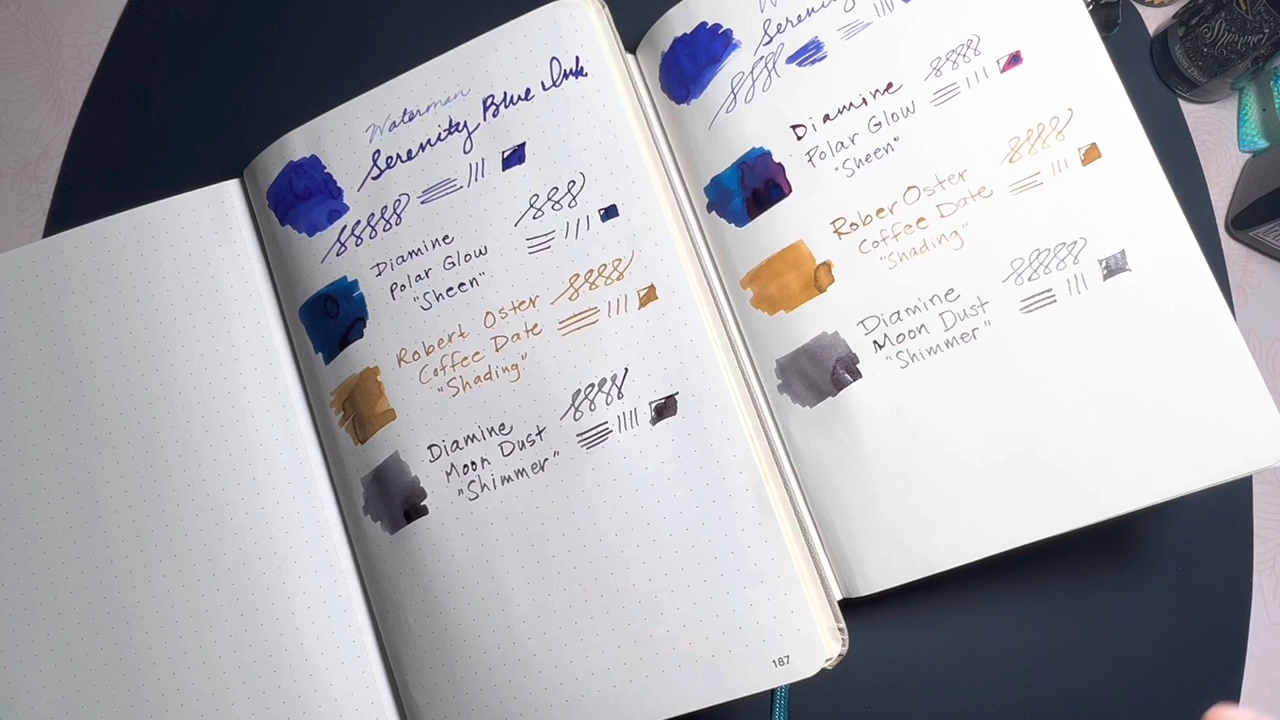 Waterman
Serenity Blue Ink
Diamine
Polar Glow
"Sheen"
Robert Oster
Coffee Date
"Shading"
Diamine
Moon Dust
"Shimmer"
187
Serenity
Diamine
Polar Glow
"Sheen"
Rober Oster
Coffee Date
"Shading"
Diamine
Moon Dust
"Shimmer"